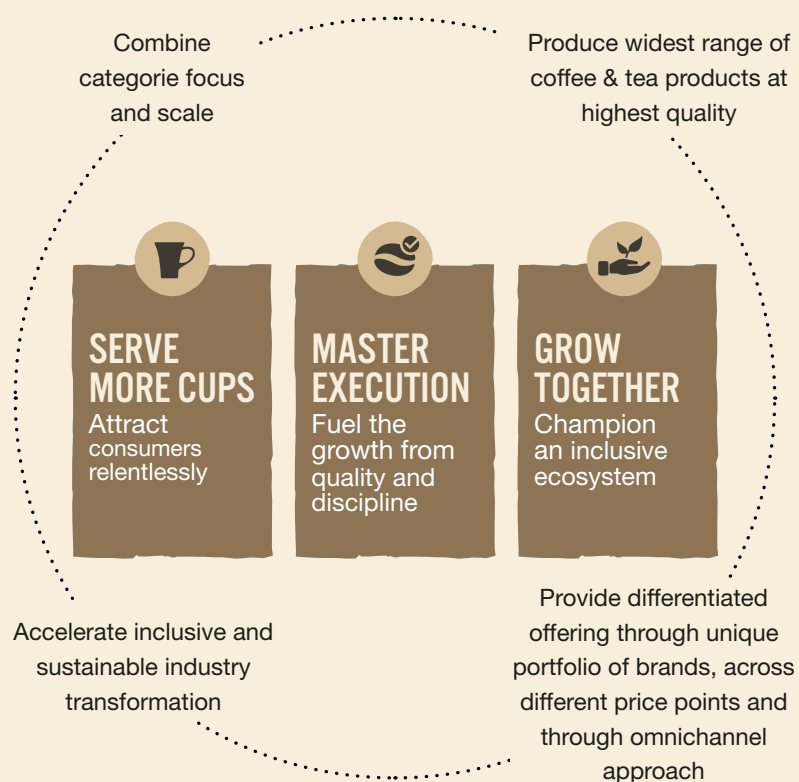 Combine
categorie focus
and scale
Produce widest range of
coffee & tea products at
highest quality
SERVE
MORE CUPS
Attract
consumers
relentlessly
MASTER
EXECUTION
Fuel the
growth from
quality and
discipline
GROW
TOGETHER
Champion
an inclusive
ecosystem
Accelerate inclusive and
sustainable industry
transformation
Provide differentiated
offering through unique
portfolio of brands, across
different price points and
through omnichannel
approach